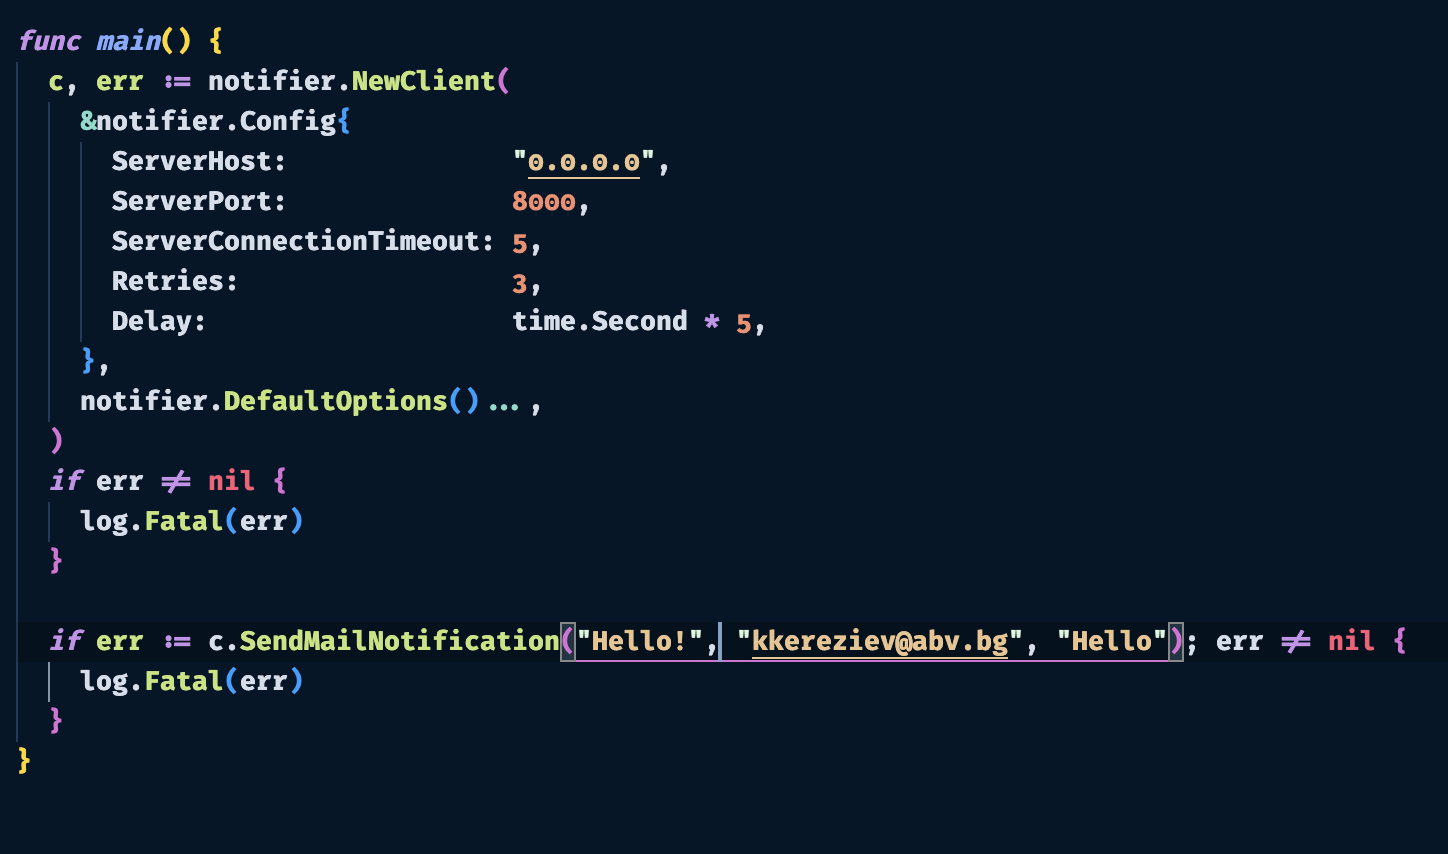 func main() {
c, err := notifier.NewClient(
&notifier.Config{
ServerHost: "0.0.0.0",
ServerPort: 8000,
ServerConnectionTimeout: 5,
Retries: 3,
Delay: time.Second * 5,
},
notifier.DefaultOptions()...,
)
if err != nil {
log.Fatal(err)
}
if err := c.SendMailNotification("Hello!", "kkereziev@abv.bg", "Hello"); err != nil {
log.Fatal(err)
}
}